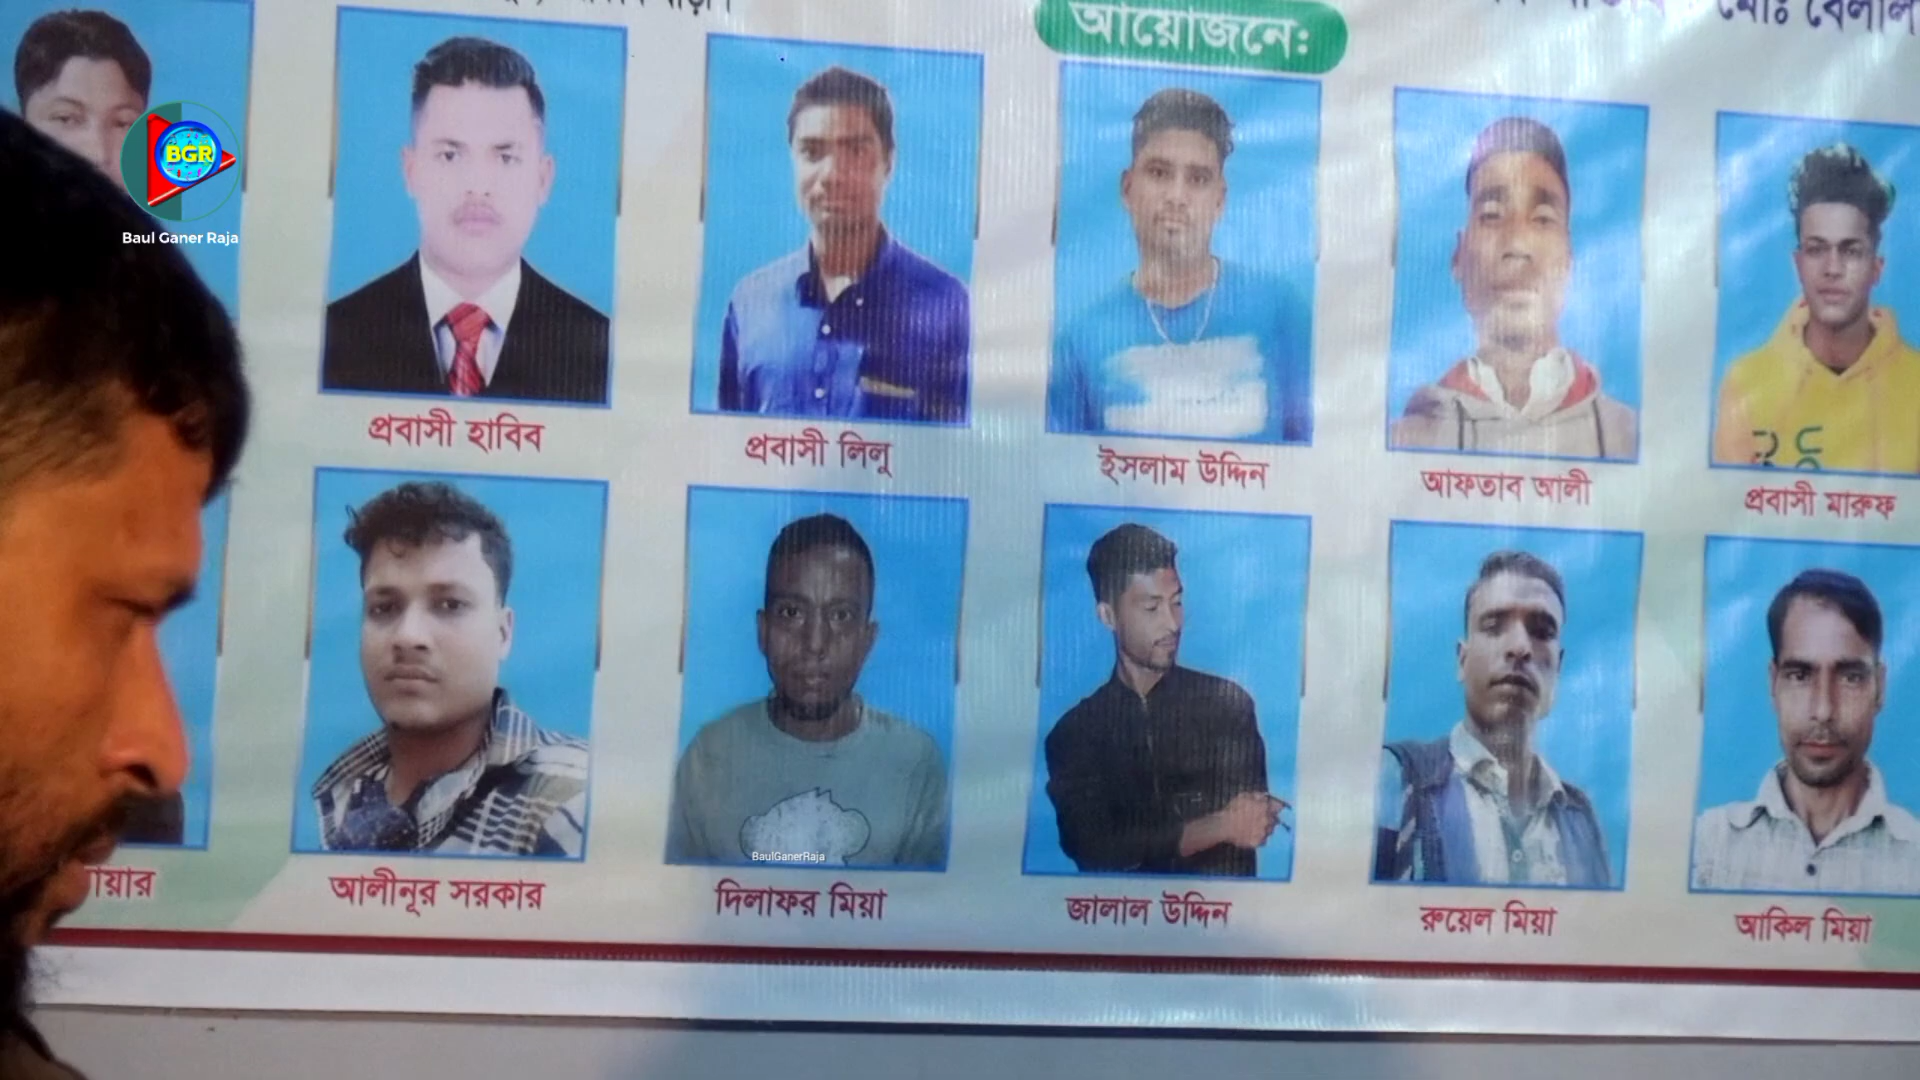 আয়োজনে:
মোঃ বেলাল
BGR
Baul Ganer Raja
প্রবাসী হাবিব
প্রবাসী লিলু
ইসলাম উদ্দিন
আফতাব আলী
প্রবাসী মারুফ
BaulGanerRaja
আলীনূর সরকার
দিলাফর মিয়া
জালাল উদ্দিন
রুয়েল মিয়া
আকিল মিয়া